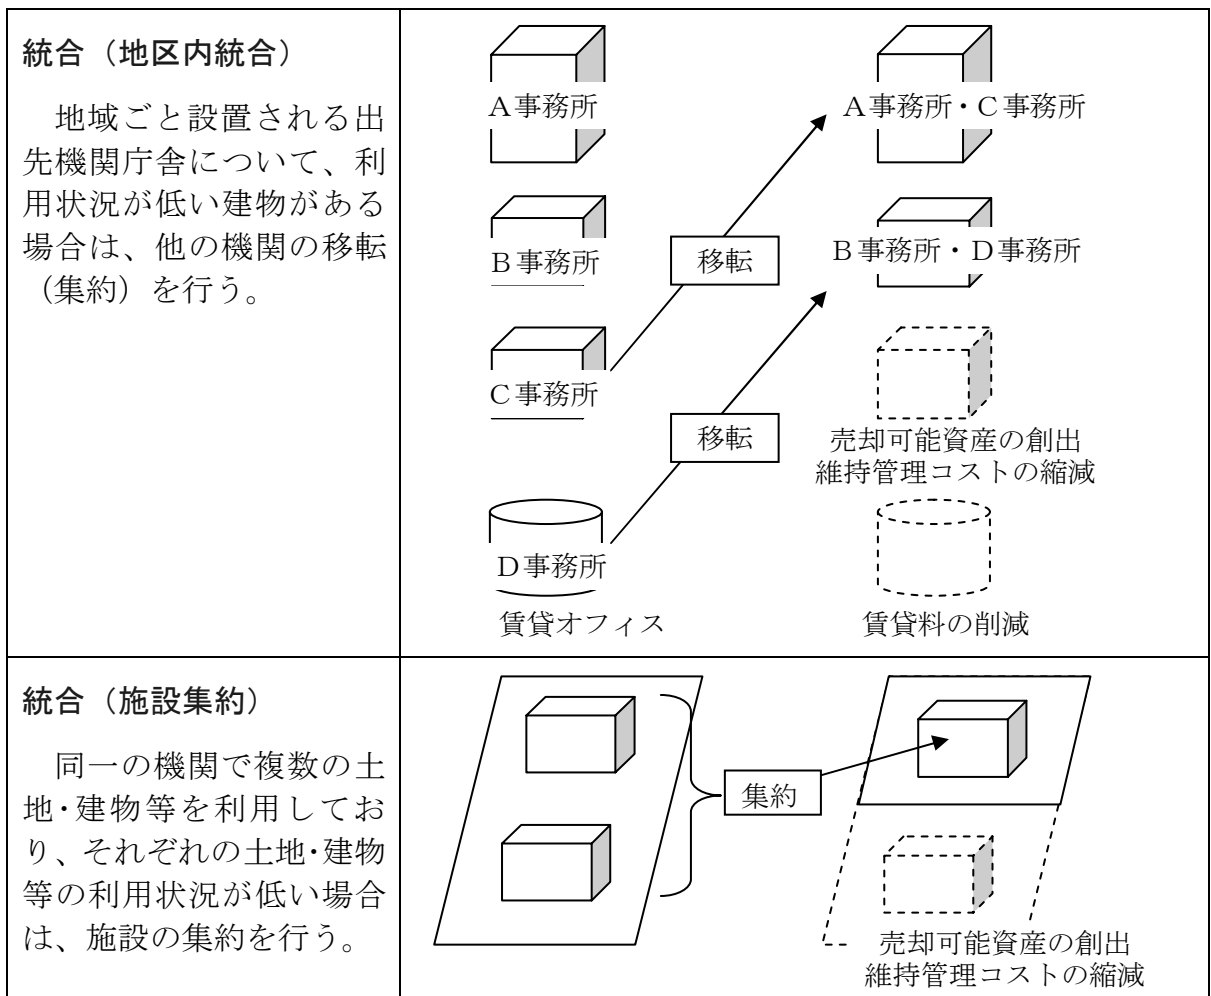 統合（地区内統合）
地域ごと設置される出
先機関庁舎について、利
用状況が低い建物がある
場合は、他の機関の移転
（集約）を行う。
A事務所
B事務所
C事務所
D事務所
賃貸オフィス
移転
移転
A事務所・C事務所
B事務所・D事務所
売却可能資産の創出
維持管理コストの縮減
賃貸料の削減
統合（施設集約）
同一の機関で複数の土
地・建物等を利用してお
り、それぞれの土地・建物
等の利用状況が低い場合
は、施設の集約を行う。
集約
売却可能資産の創出
維持管理コストの縮減